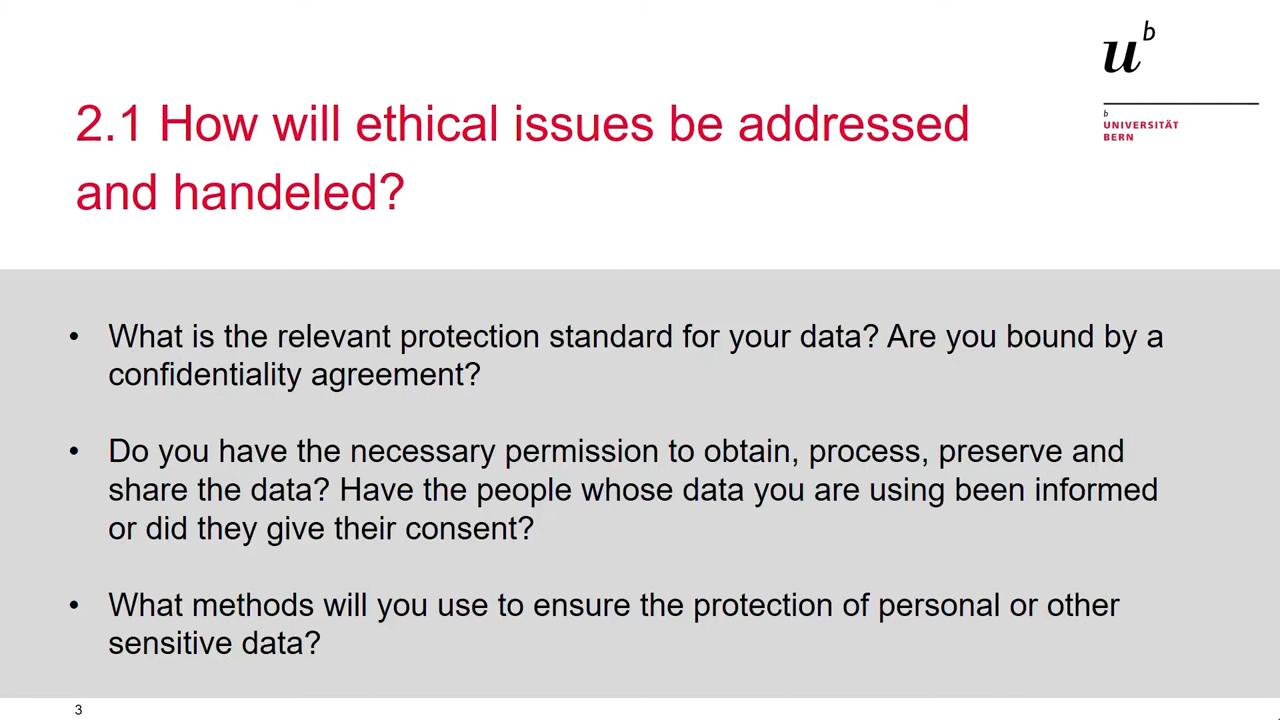 u b
b
UNIVERSITÄT
BERN
2.1 How will ethical issues be addressed
and handeled?
• What is the relevant protection standard for your data? Are you bound by a
confidentiality agreement?
• Do you have the necessary permission to obtain, process, preserve and
share the data? Have the people whose data you are using been informed
or did they give their consent?
• What methods will you use to ensure the protection of personal or other
sensitive data?
3